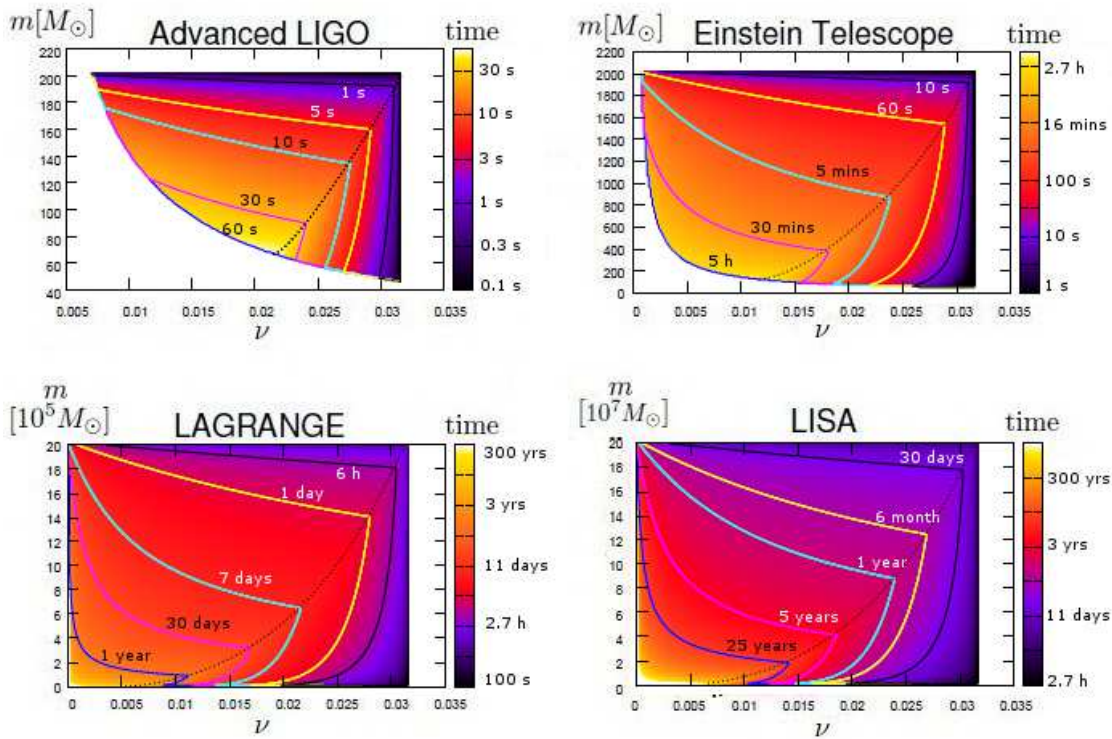 m[M⊙] Advanced LIGO time
220
200
180
160
140
120
100
80
60
40
0.005 0.01 0.015 0.02 0.025 0.03 0.035
ν
1 s
5 s
10 s
30 s
60 s
30 s
10 s
3 s
1 s
0.3 s
0.1 s
m[M⊙] Einstein Telescope time
2200
2000
1800
1600
1400
1200
1000
800
600
400
200
0
0 0.005 0.01 0.015 0.02 0.025 0.03 0.035
ν
10 s
60 s
5 mins
30 mins
5 h
2.7 h
16 mins
100 s
10 s
1 s
m
[10⁵M⊙] LAGRANGE time
20
18
16
14
12
10
8
6
4
2
0
0 0.005 0.01 0.015 0.02 0.025 0.03 0.035
ν
6 h
1 day
7 days
30 days
1 year
300 yrs
3 yrs
11 days
2.7 h
100 s
m
[10⁷M⊙] LISA time
20
18
16
14
12
10
8
6
4
2
0
0 0.005 0.01 0.015 0.02 0.025 0.03 0.035
ν
30 days
6 month
1 year
5 years
25 years
300 yrs
3 yrs
11 days
2.7 h